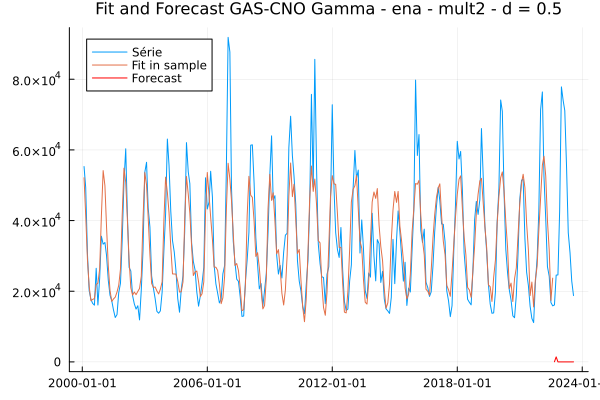 Fit and Forecast GAS-CNO Gamma - ena - mult2 - d = 0.5
Série
Fit in sample
Forecast
8.0×10⁴
6.0×10⁴
4.0×10⁴
2.0×10⁴
0
2000-01-01 2006-01-01 2012-01-01 2018-01-01 2024-01-01